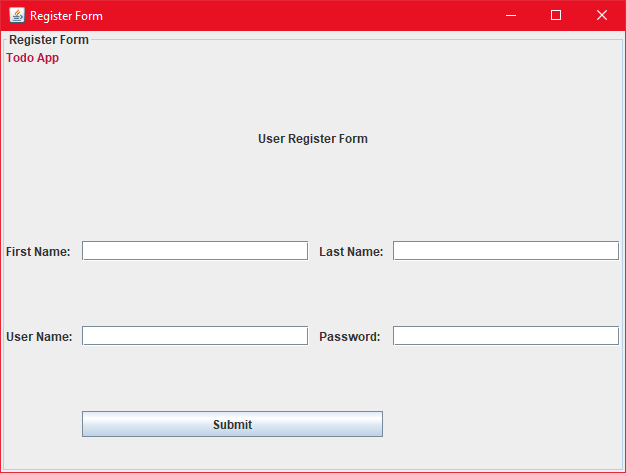 Register Form
Register Form
Todo App
User Register Form
First Name: Last Name:
User Name: Password:
Submit